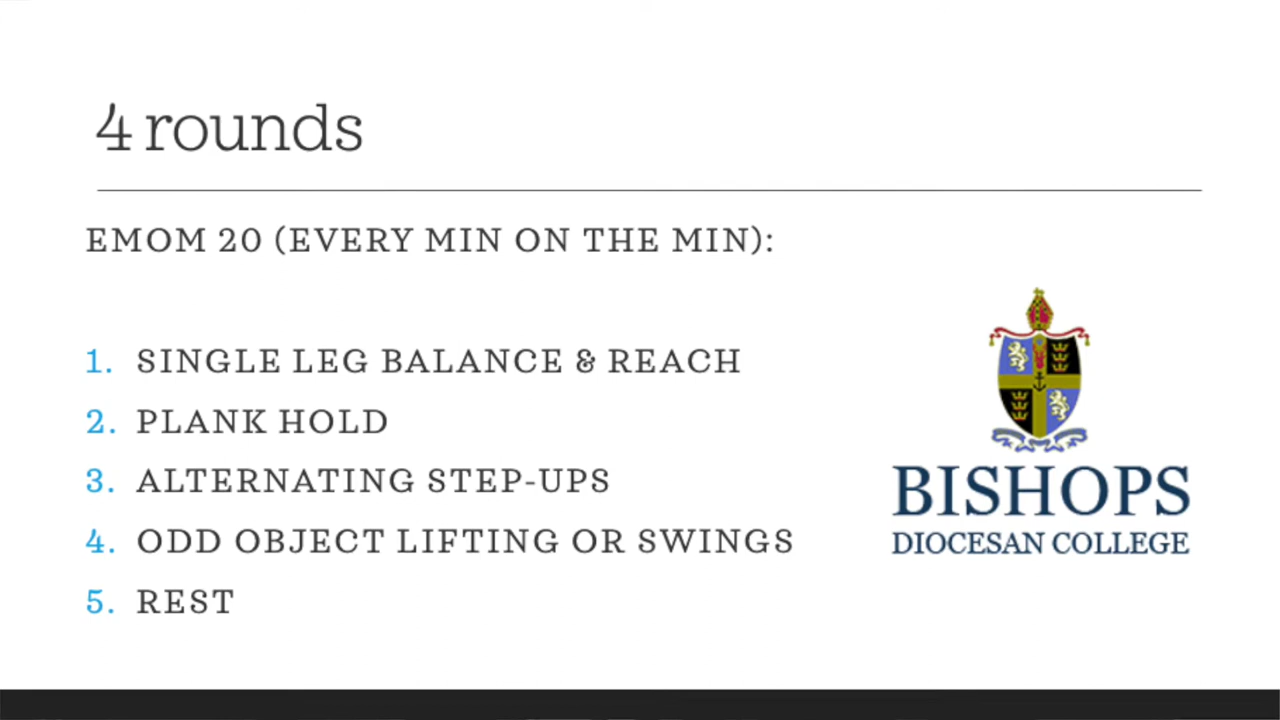 4 rounds
EMOM 20 (EVERY MIN ON THE MIN):
1. SINGLE LEG BALANCE & REACH
2. PLANK HOLD
3. ALTERNATING STEP-UPS
4. ODD OBJECT LIFTING OR SWINGS
5. REST
BISHOPS
DIOCESAN COLLEGE